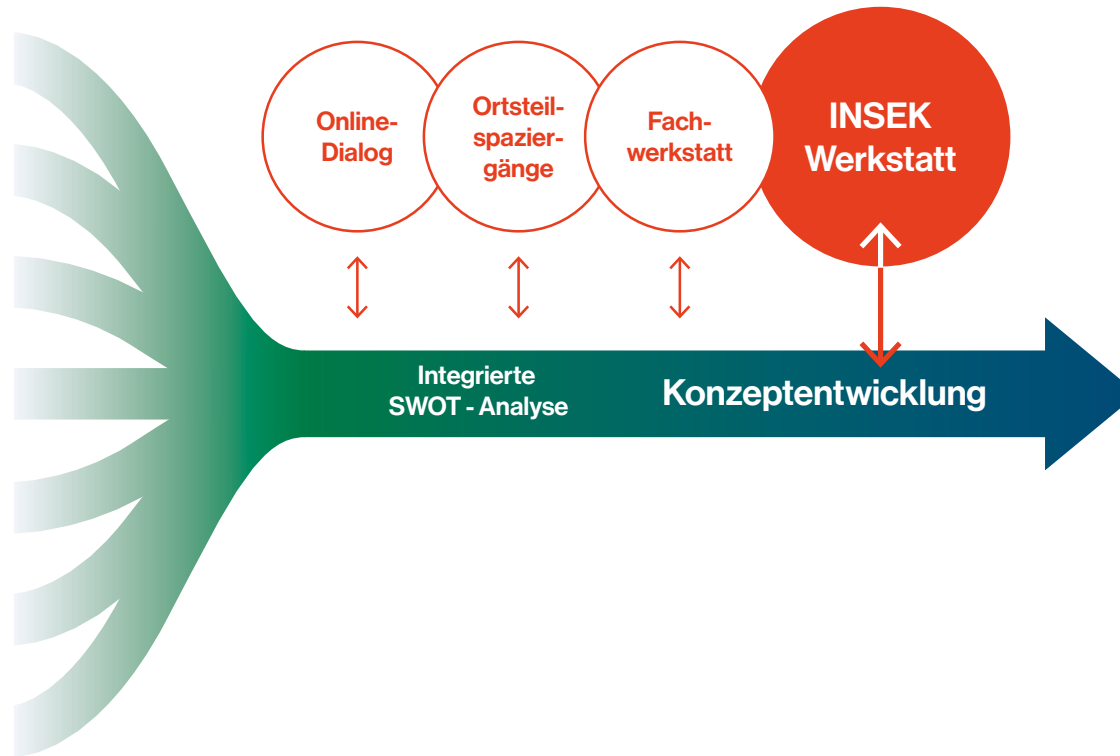 Online-
Dialog
Ortsteil-
spazier-
gänge
Fach-
werkstatt
INSEK
Werkstatt
Integrierte
SWOT - Analyse
Konzeptentwicklung